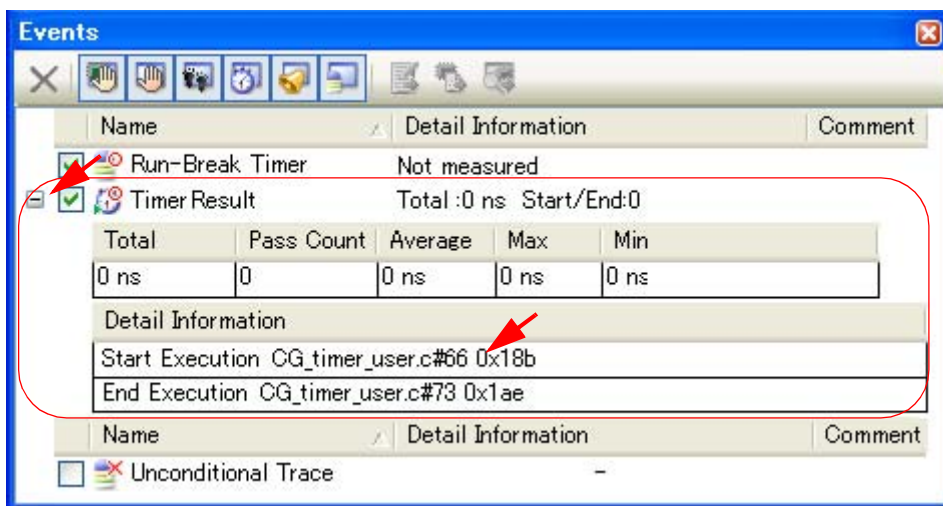 Events
Name Detail Information Comment
Run-Break Timer Not measured
Timer Result Total :0 ns Start/End:0
Total Pass Count Average Max Min
0 ns 0 0 ns 0 ns 0 ns
Detail Information
Start Execution CG_timer_user.c#66 0x18b
End Execution CG_timer_user.c#73 0x1ae
Name Detail Information Comment
Unconditional Trace -